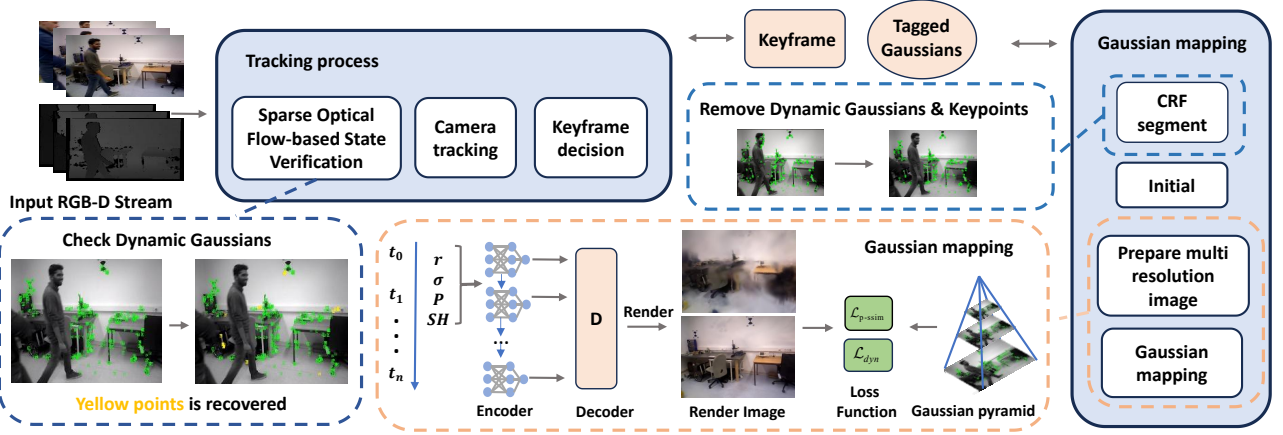 Input RGB-D Stream
Tracking process
Sparse Optical
Flow-based State
Verification
Camera
tracking
Keyframe
decision
Keyframe
Tagged
Gaussians
Gaussian mapping
CRF
segment
Initial
Prepare multi
resolution
image
Gaussian
mapping
Remove Dynamic Gaussians & Keypoints
Check Dynamic Gaussians
Yellow points is recovered
t₀
t₁
tₙ
r
σ
P
SH
...
Encoder
D
Decoder
Render
Render Image
Gaussian mapping
ℒp-ssim
ℒdyn
Loss
Function
Gaussian pyramid